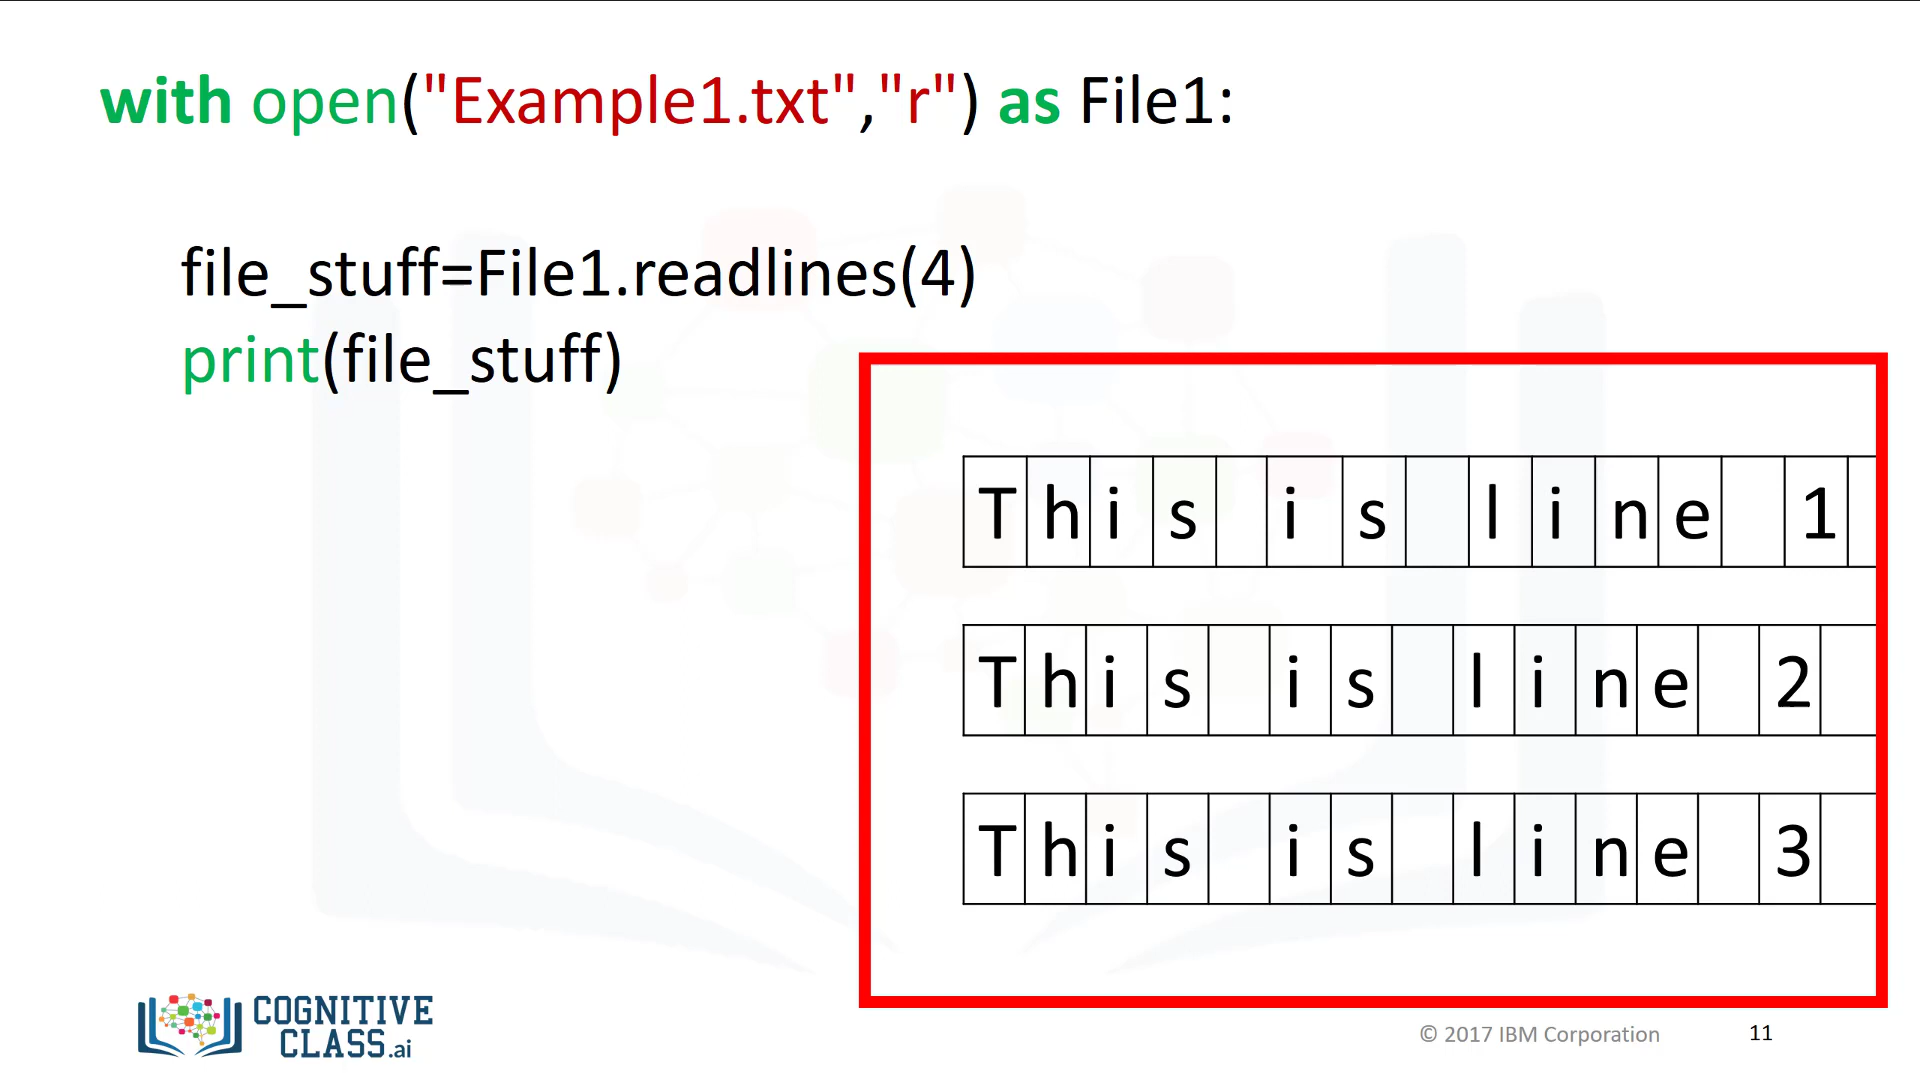 with open("Example1.txt","r") as File1:
file_stuff=File1.readlines(4)
print(file_stuff)
This is line 1
This is line 2
This is line 3
COGNITIVE
CLASS.ai
© 2017 IBM Corporation 11